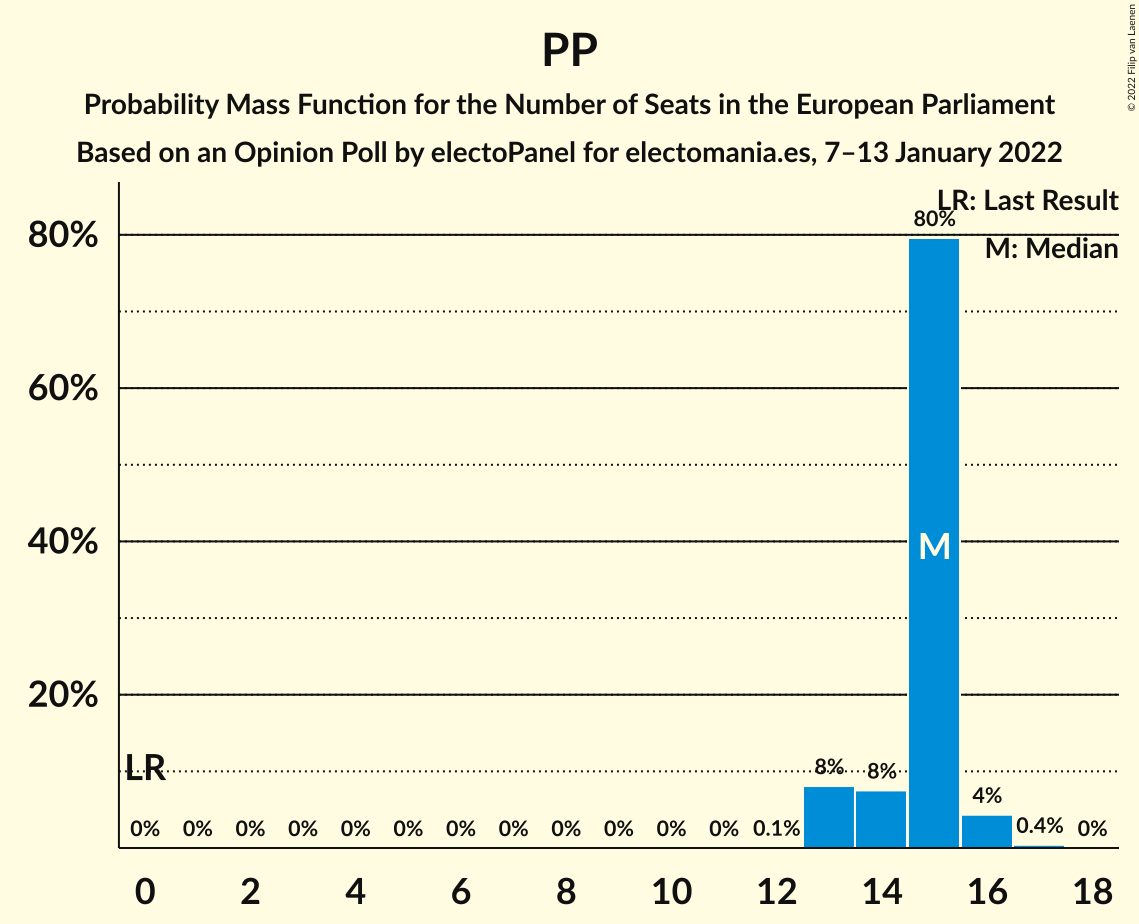 PP
Probability Mass Function for the Number of Seats in the European Parliament
Based on an Opinion Poll by electoPanel for electomania.es, 7–13 January 2022
© 2022 Filip van Laenen
LR: Last Result
M: Median
80%
60%
40%
20%
80%
M
LR
0% 0% 0% 0% 0% 0% 0% 0% 0% 0% 0% 0% 0.1% 8% 8% 4% 0.4% 0%
0 2 4 6 8 10 12 14 16 18